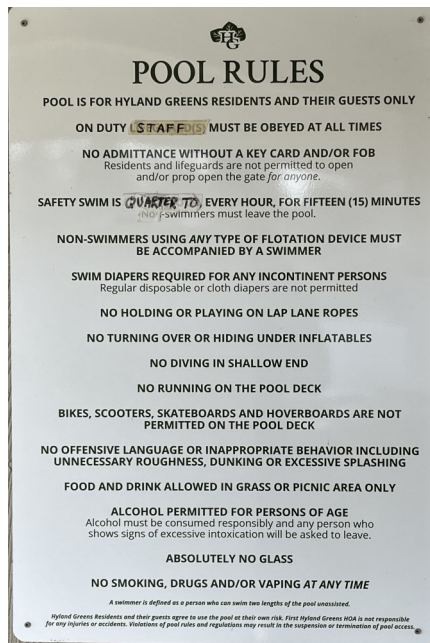 HG
POOL RULES
POOL IS FOR HYLAND GREENS RESIDENTS AND THEIR GUESTS ONLY
ON DUTY STAFF MUST BE OBEYED AT ALL TIMES
NO ADMITTANCE WITHOUT A KEY CARD AND/OR FOB
Residents and lifeguards are not permitted to open
and/or prop open the gate for anyone.
SAFETY SWIM IS QUARTER TO, EVERY HOUR, FOR FIFTEEN (15) MINUTES
Non-swimmers must leave the pool.
NON-SWIMMERS USING ANY TYPE OF FLOTATION DEVICE MUST
BE ACCOMPANIED BY A SWIMMER
SWIM DIAPERS REQUIRED FOR ANY INCONTINENT PERSONS
Regular disposable or cloth diapers are not permitted
NO HOLDING OR PLAYING ON LAP LANE ROPES
NO TURNING OVER OR HIDING UNDER INFLATABLES
NO DIVING IN SHALLOW END
NO RUNNING ON THE POOL DECK
BIKES, SCOOTERS, SKATEBOARDS AND HOVERBOARDS ARE NOT
PERMITTED ON THE POOL DECK
NO OFFENSIVE LANGUAGE OR INAPPROPRIATE BEHAVIOR INCLUDING
UNNECESSARY ROUGHNESS, DUNKING OR EXCESSIVE SPLASHING
FOOD AND DRINK ALLOWED IN GRASS OR PICNIC AREA ONLY
ALCOHOL PERMITTED FOR PERSONS OF AGE
Alcohol must be consumed responsibly and any person who
shows signs of excessive intoxication will be asked to leave.
ABSOLUTELY NO GLASS
NO SMOKING, DRUGS AND/OR VAPING AT ANY TIME
A swimmer is defined as a person who can swim two lengths of the pool unassisted.
Hyland Greens Residents and their guests agree to use the pool at their own risk. First Hyland Greens HOA is not responsible
for any injuries or accidents. Violations of pool rules and regulations may result in the suspension or termination of pool access.